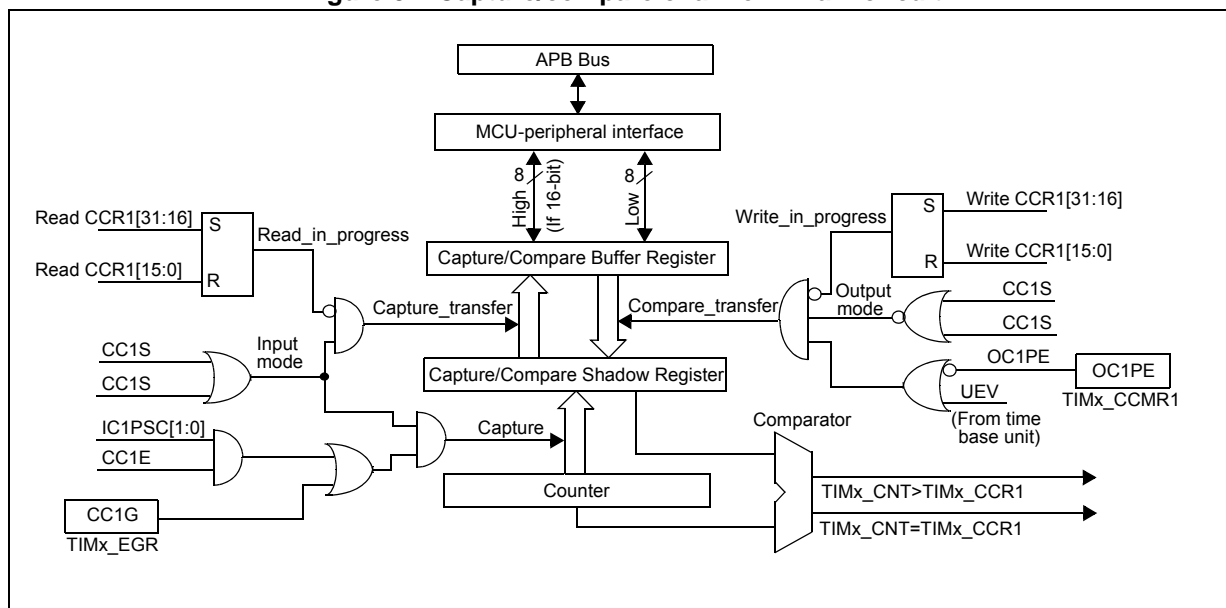 APB Bus
MCU-peripheral interface
8
High
(If 16-bit)
8
Low
Read CCR1[31:16]
S
Read_in_progress
Read CCR1[15:0]
R
Write_in_progress
S
Write CCR1[31:16]
R
Write CCR1[15:0]
Capture/Compare Buffer Register
Capture_transfer
Compare_transfer
Output
mode
CC1S
CC1S
CC1S
CC1S
Input
mode
Capture/Compare Shadow Register
OC1PE
OC1PE
UEV
TIMx_CCMR1
(From time
base unit)
IC1PSC[1:0]
CC1E
Capture
Comparator
CC1G
TIMx_EGR
Counter
TIMx_CNT>TIMx_CCR1
TIMx_CNT=TIMx_CCR1